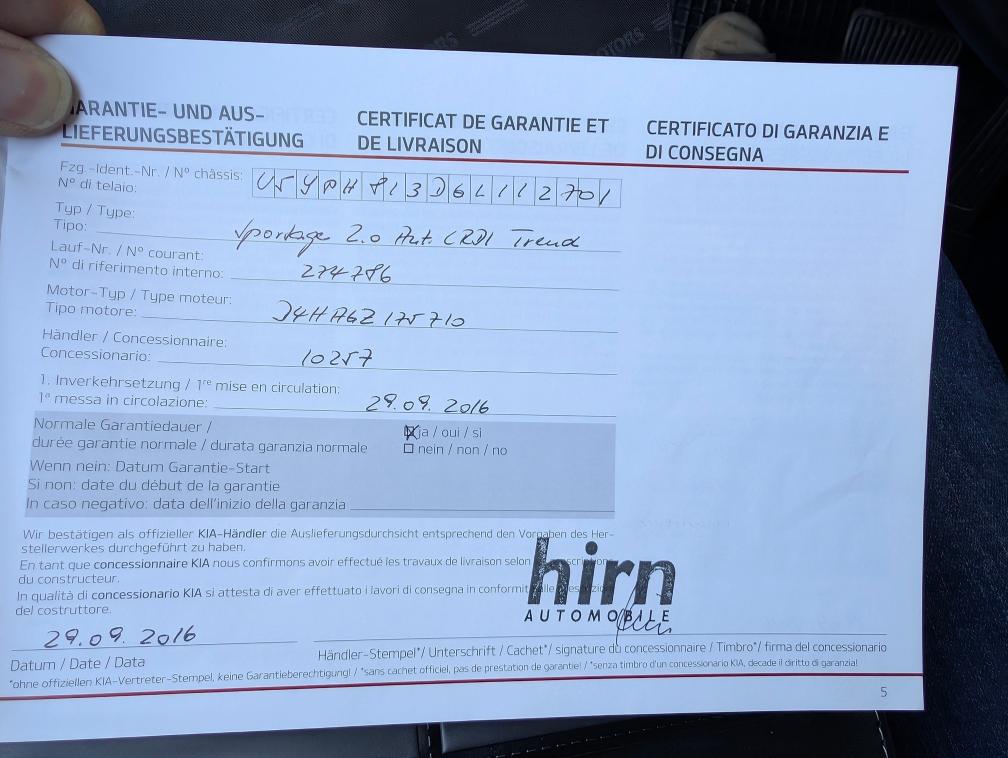 GARANTIE- UND AUS-
LIEFERUNGSBESTÄTIGUNG
CERTIFICAT DE GARANTIE ET
DE LIVRAISON
CERTIFICATO DI GARANZIA E
DI CONSEGNA
Fzg.-Ident.-Nr. / N° châssis:
N° di telaio: U5YPH813D6L112701
Typ / Type:
Tipo: Sportage 2.0 Aut. CRDI Trend
Lauf-Nr. / N° courant:
N° di riferimento interno: 274786
Motor-Typ / Type moteur:
Tipo motore: D4HAGZ175710
Händler / Concessionnaire:
Concessionario: 10257
1. Inverkehrsetzung / 1re mise en circulation:
1a messa in circolazione: 29.09.2016
Normale Garantiedauer /
durée garantie normale / durata garanzia normale
ja / oui / si
nein / non / no
Wenn nein: Datum Garantie-Start
Si non: date du début de la garantie
In caso negativo: data dell'inizio della garanzia
Wir bestätigen als offizieller KIA-Händler die Auslieferungsdurchsicht entsprechend den Vorgaben des Her-
stellerwerkes durchgeführt zu haben.
En tant que concessionnaire KIA nous confirmons avoir effectué les travaux de livraison selon
du constructeur.
In qualità di concessionario KIA si attesta di aver effettuato i lavori di consegna in conformit
del costruttore.
hirn
AUTOMOBILE
29.09.2016
Datum / Date / Data
Händler-Stempel*/ Unterschrift / Cachet*/ signature du concessionnaire / Timbro*/ firma del concessionario
*ohne offiziellen KIA-Vertreter-Stempel, keine Garantieberechtigung! / *sans cachet officiel, pas de prestation de garantie! / *senza timbro d'un concessionario KIA, decade il diritto di garanzia!
5